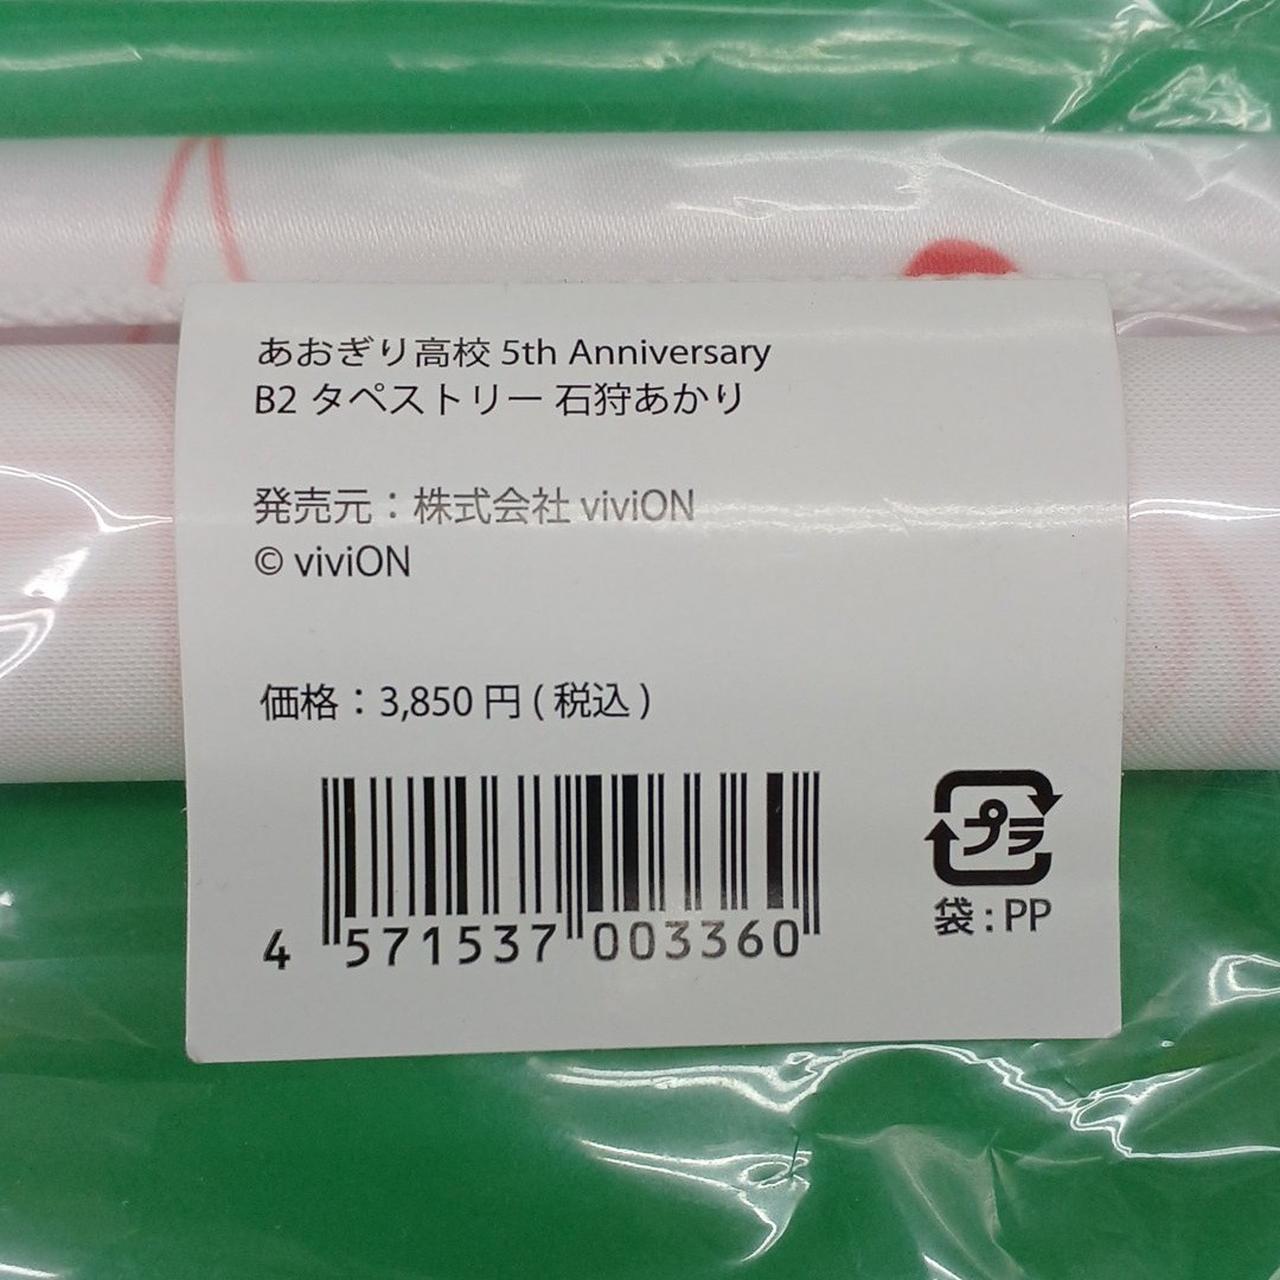 あおぎり高校 5th Anniversary
B2 タペストリー 石狩あかり
発売元：株式会社 viviON
© viviON
価格：3,850 円 ( 税込 )
4 571537 003360
プラ
袋 : PP